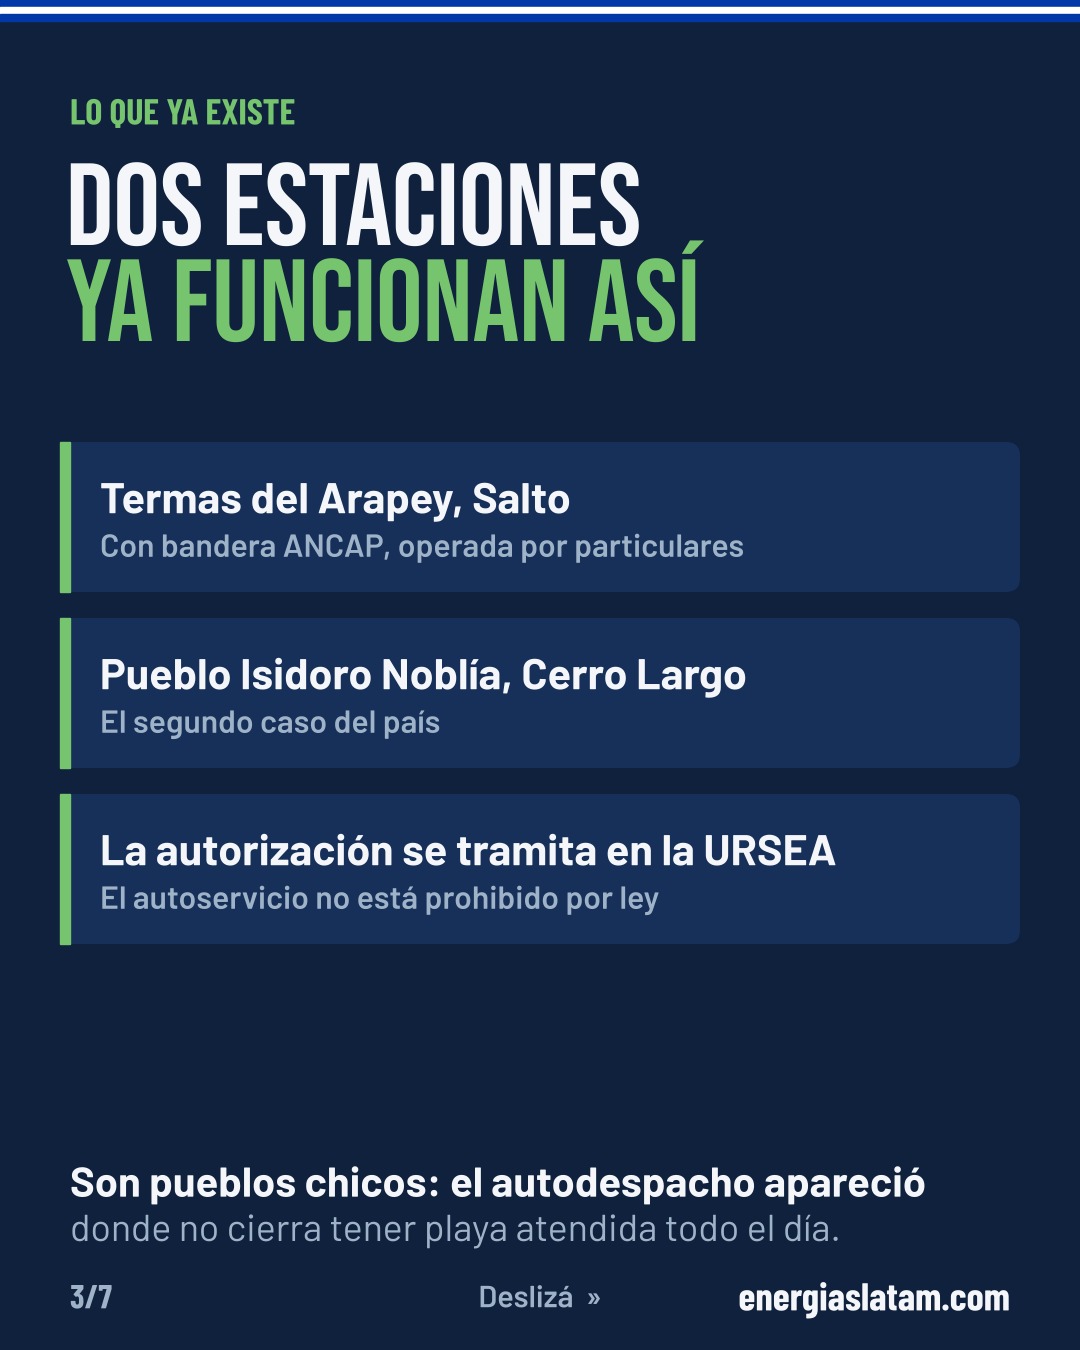 LO QUE YA EXISTE
DOS ESTACIONES
YA FUNCIONAN ASÍ
Termas del Arapey, Salto
Con bandera ANCAP, operada por particulares
Pueblo Isidoro Noblía, Cerro Largo
El segundo caso del país
La autorización se tramita en la URSEA
El autoservicio no está prohibido por ley
Son pueblos chicos: el autodespacho apareció
donde no cierra tener playa atendida todo el día.
3/7
Deslizá »
energiaslatam.com